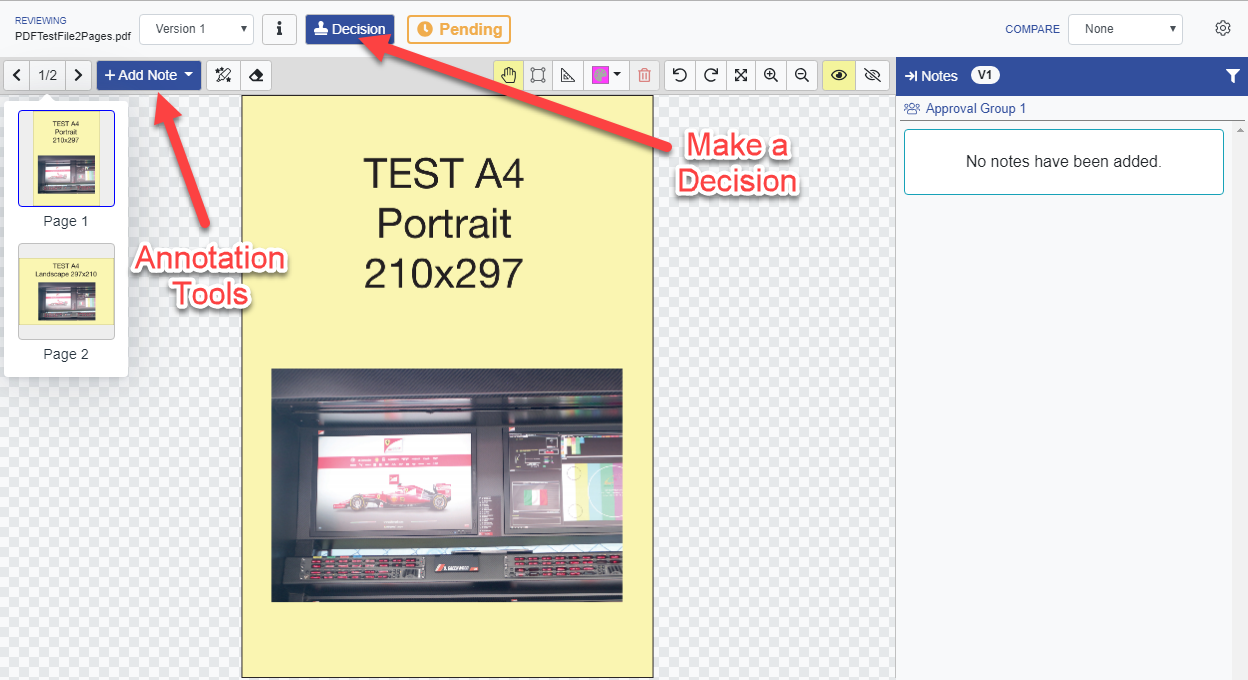 REVIEWING
PDFTestFile2Pages.pdf
Version 1
i
Decision
Pending
COMPARE
None
1/2
+ Add Note
Notes
V1
Approval Group 1
No notes have been added.
TEST A4
Portrait
210x297
Page 1
TEST A4
Landscape 297x210
Page 2
Annotation
Tools
Make a
Decision
TEST A4
Portrait
210x297